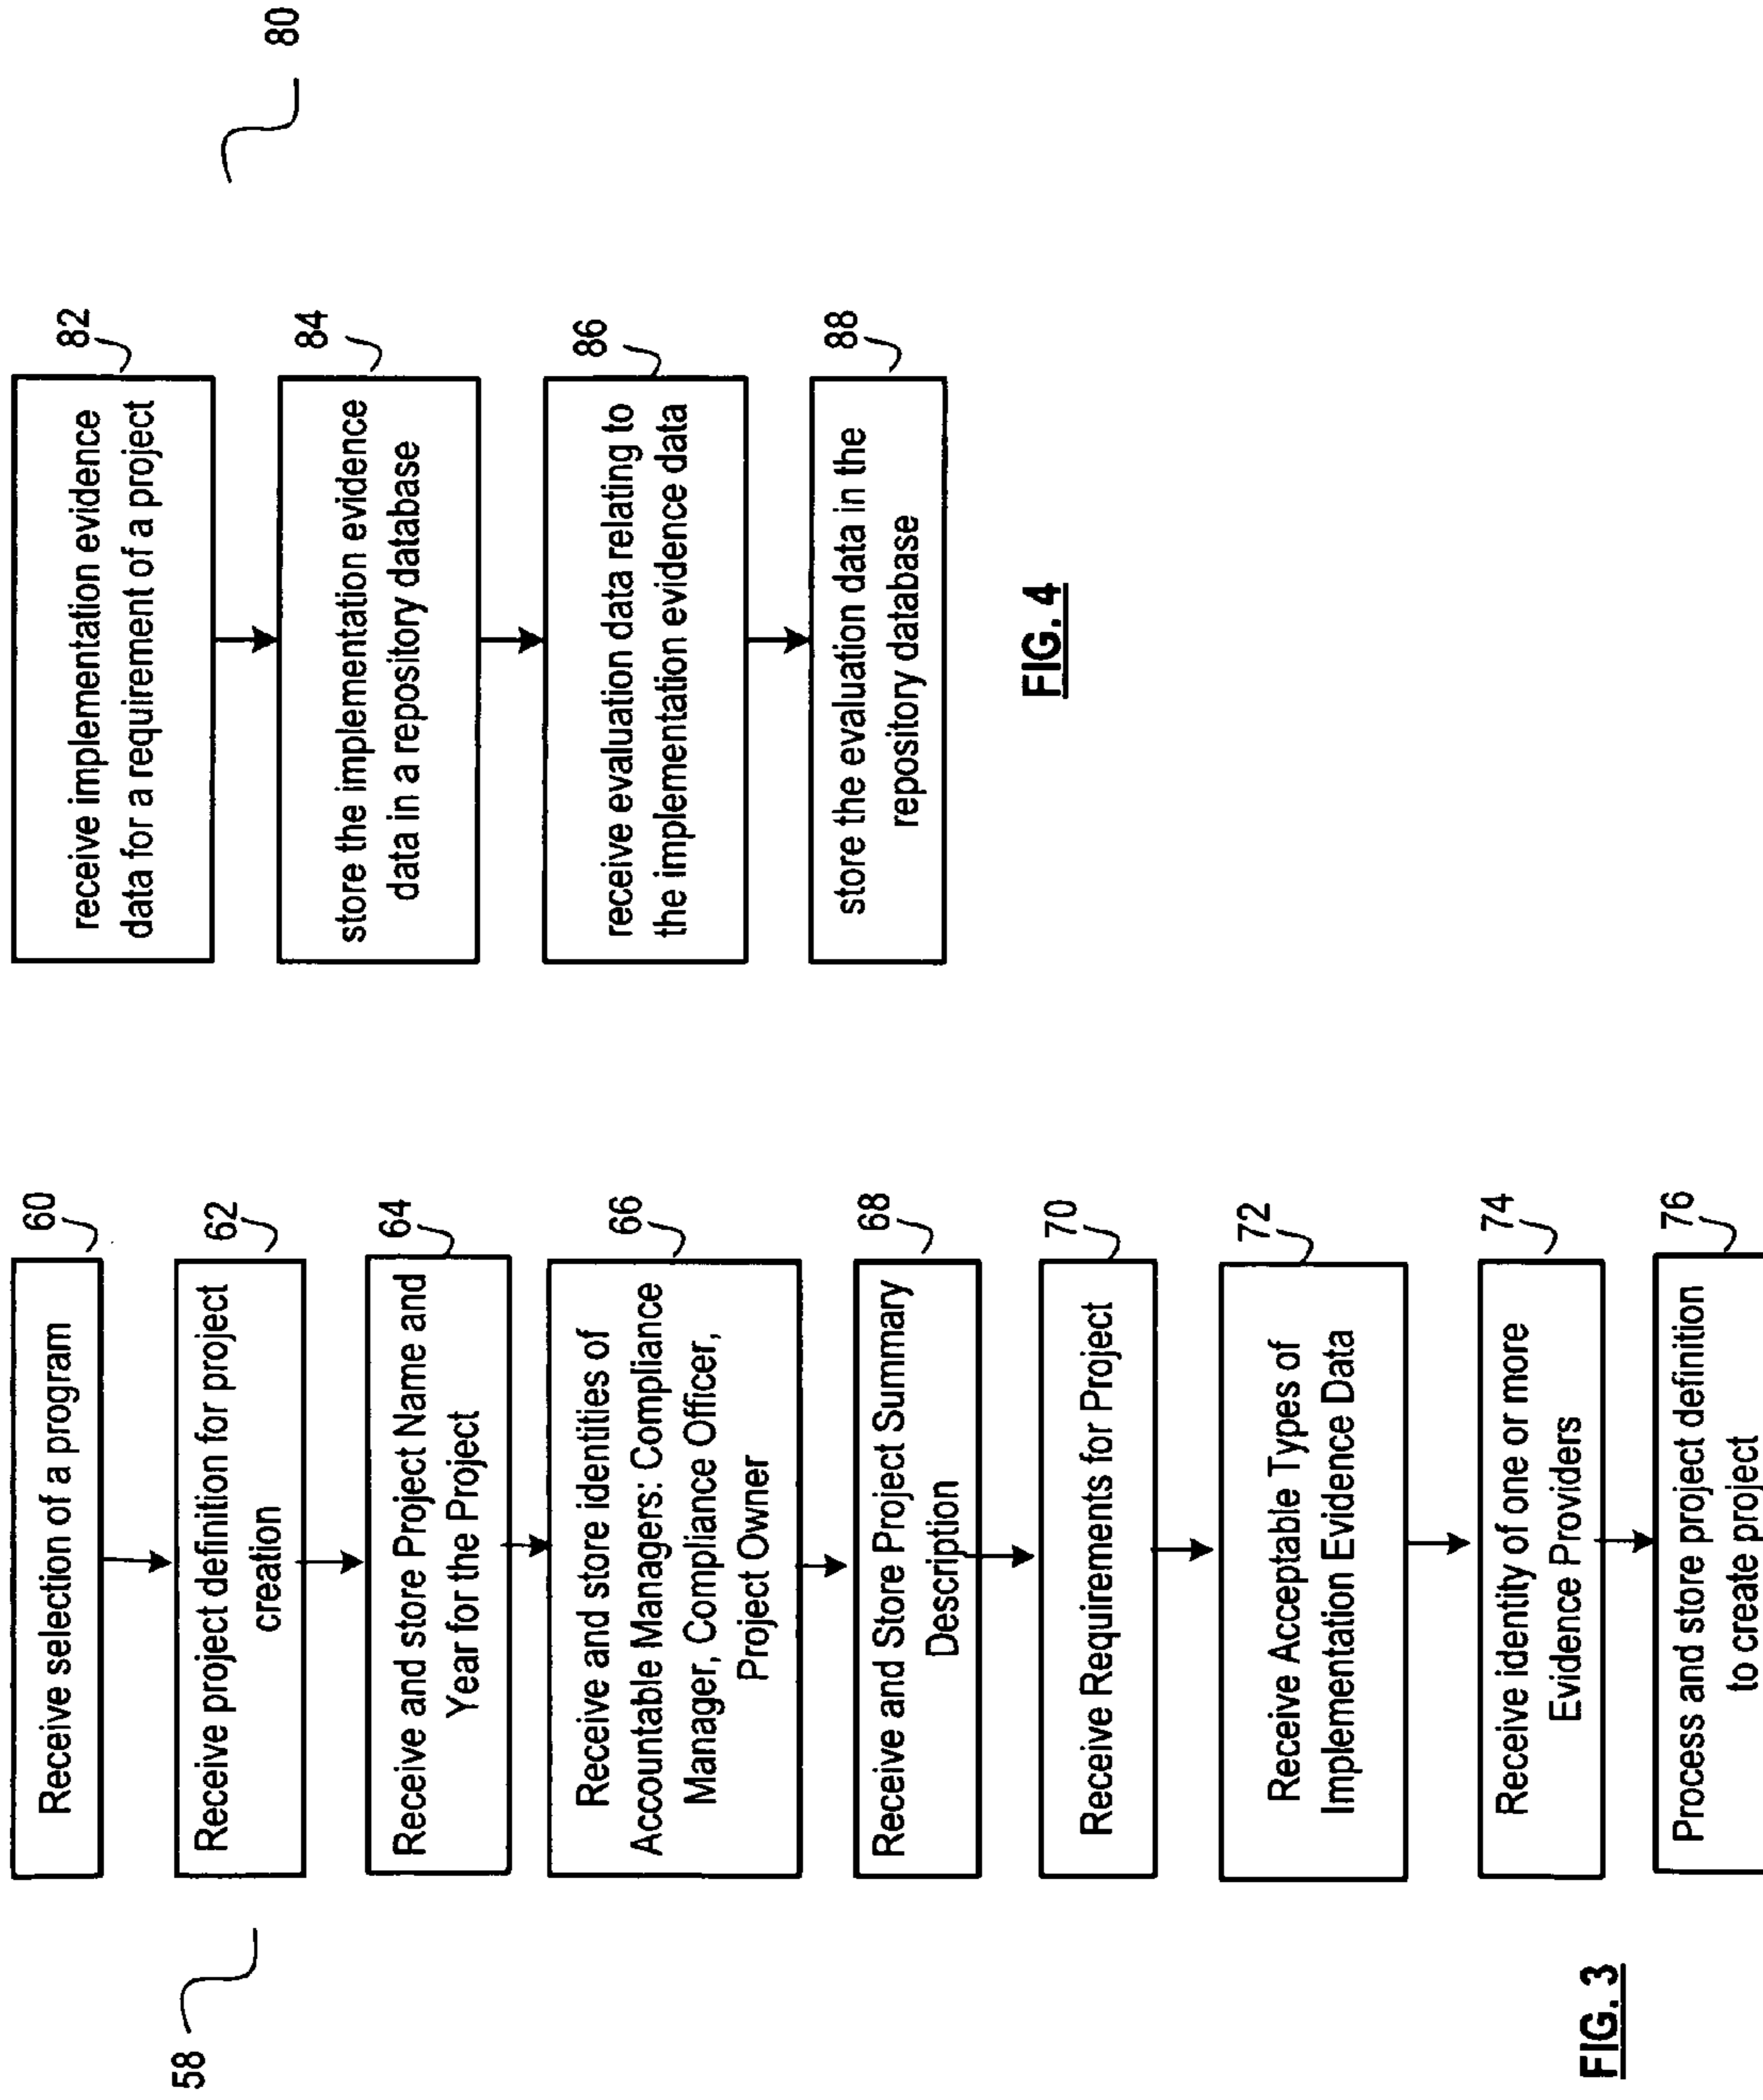 58
60
Receive selection of a program
62
Receive project definition for project
creation
64
Receive and store Project Name and
Year for the Project
66
Receive and store identities of
Accountable Managers: Compliance
Manager, Compliance Officer,
Project Owner
68
Receive and Store Project Summary
Description
70
Receive Requirements for Project
72
Receive Acceptable Types of
Implementation Evidence Data
74
Receive identity of one or more
Evidence Providers
76
Process and store project definition
to create project
FIG. 3
80
82
receive implementation evidence
data for a requirement of a project
84
store the implementation evidence
data in a repository database
86
receive evaluation data relating to
the implementation evidence data
88
store the evaluation data in the
repository database
FIG. 4